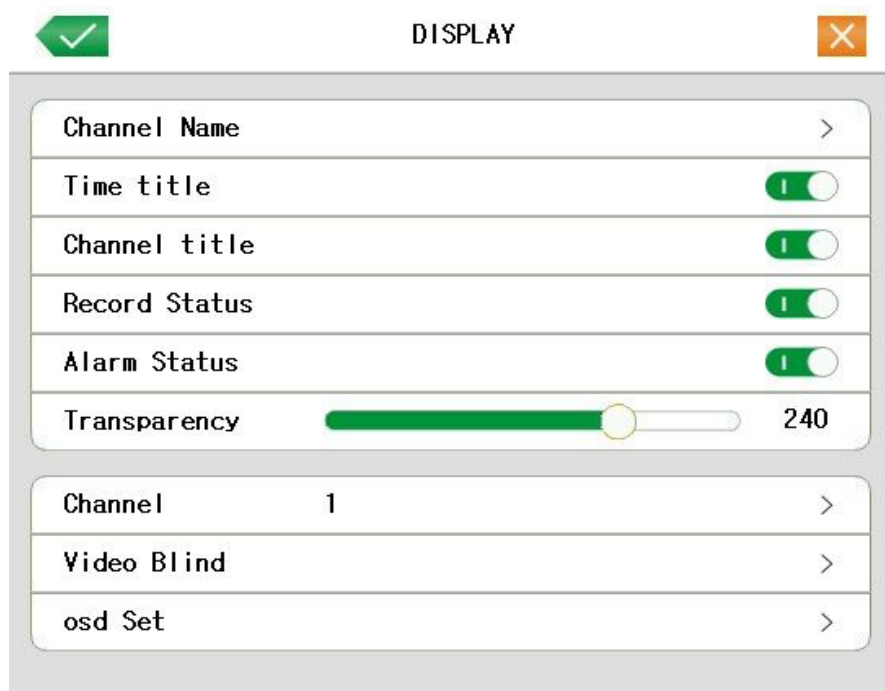 DISPLAY
Channel Name
Time title
Channel title
Record Status
Alarm Status
Transparency 240
Channel 1
Video Blind
osd Set